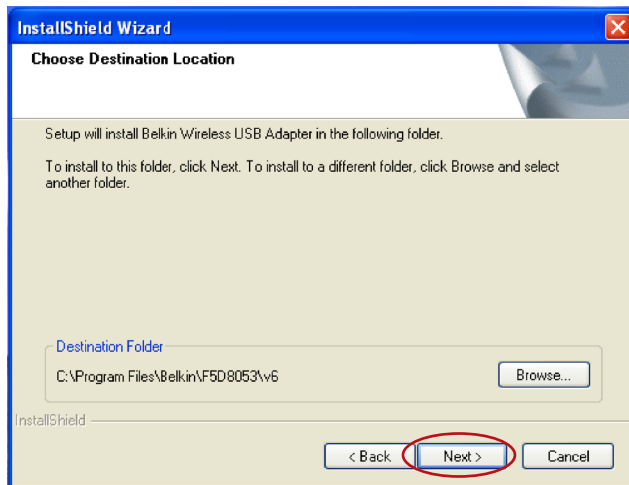 InstallShield Wizard
Choose Destination Location
Setup will install Belkin Wireless USB Adapter in the following folder.
To install to this folder, click Next. To install to a different folder, click Browse and select
another folder.
Destination Folder
C:\Program Files\Belkin\F5D8053\v6
Browse...
InstallShield
< Back
Next >
Cancel